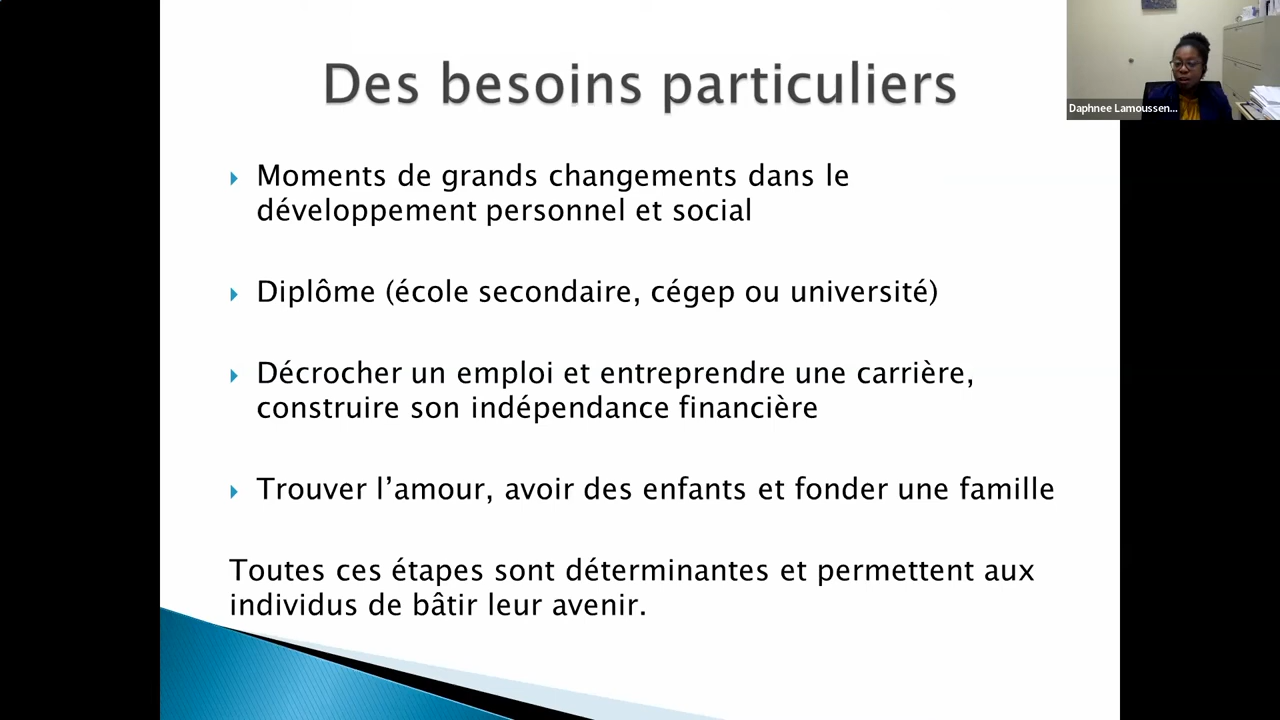 Des besoins particuliers
Daphnee Lamoussen...
Moments de grands changements dans le
développement personnel et social
Diplôme (école secondaire, cégep ou université)
Décrocher un emploi et entreprendre une carrière,
construire son indépendance financière
Trouver l’amour, avoir des enfants et fonder une famille
Toutes ces étapes sont déterminantes et permettent aux
individus de bâtir leur avenir.